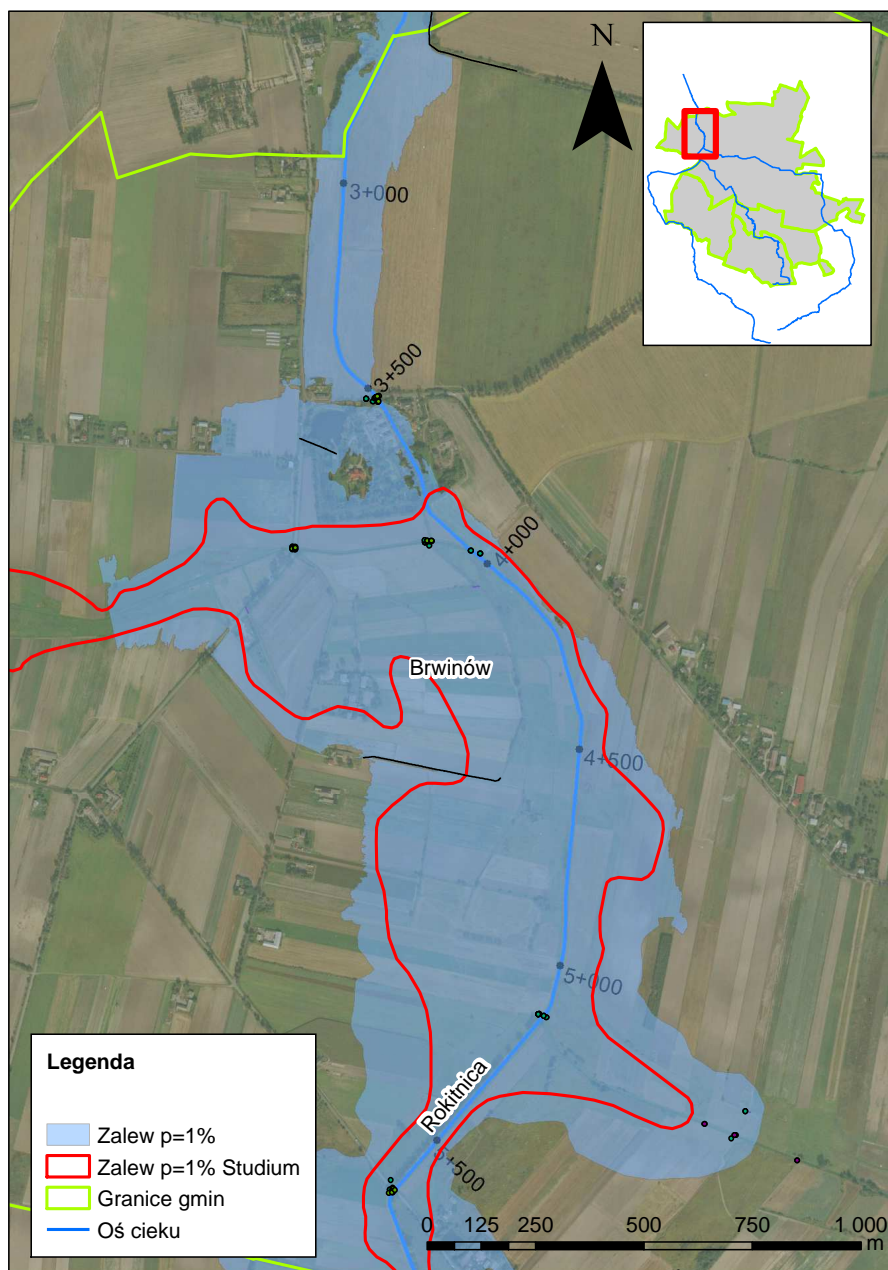 N
3+000
3+500
4+000
Brwinów
4+500
5+000
Rokitnica
5+500
Legenda
Zalew p=1%
Zalew p=1% Studium
Granice gmin
Oś cieku
0 125 250 500 750 1 000
m